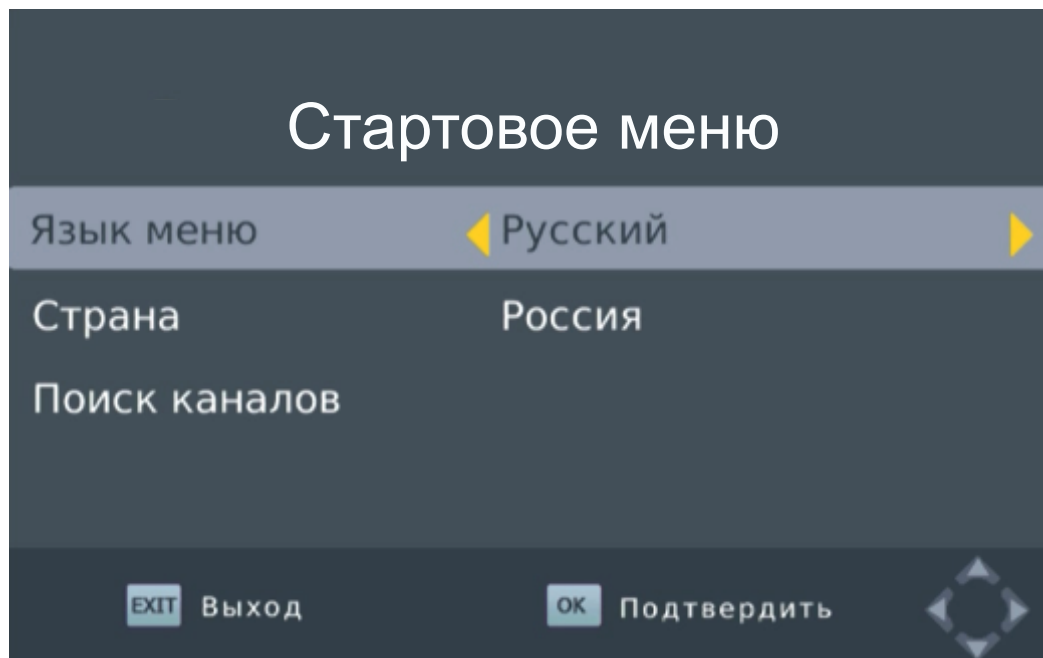 Стартовое меню
Язык меню Русский
Страна Россия
Поиск каналов
EXIT Выход OK Подтвердить